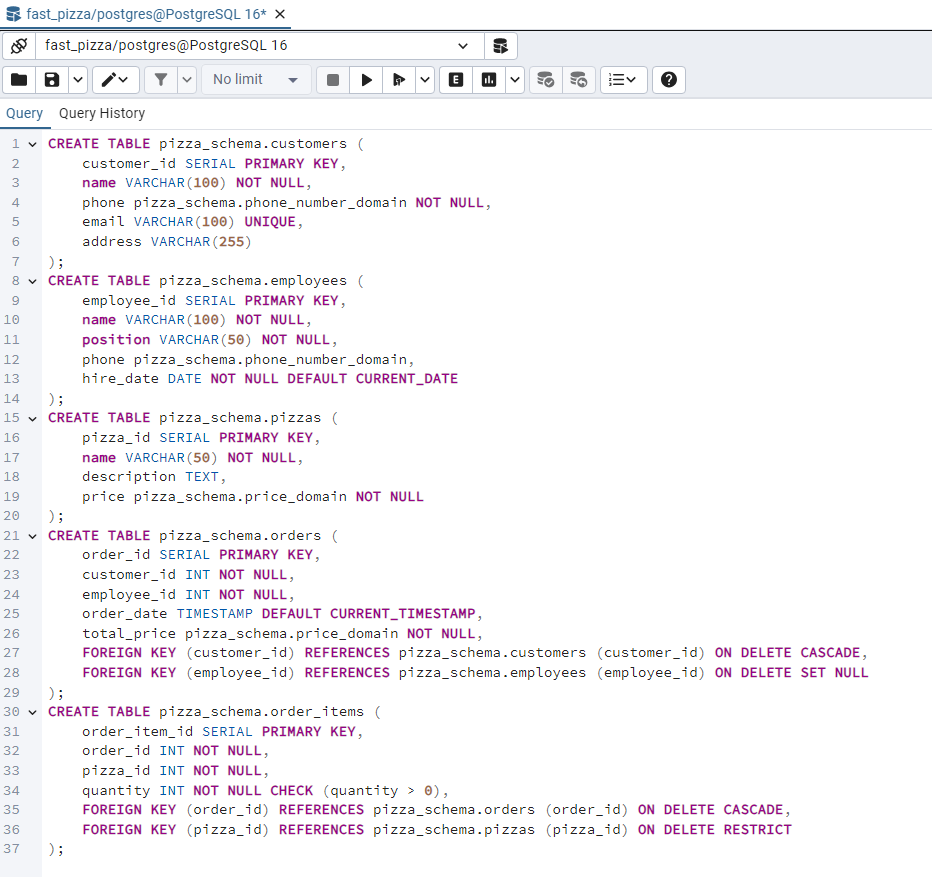 fast_pizza/postgres@PostgreSQL 16*
fast_pizza/postgres@PostgreSQL 16
No limit
E
Query Query History
1 CREATE TABLE pizza_schema.customers (
2 customer_id SERIAL PRIMARY KEY,
3 name VARCHAR(100) NOT NULL,
4 phone pizza_schema.phone_number_domain NOT NULL,
5 email VARCHAR(100) UNIQUE,
6 address VARCHAR(255)
7 );
8 CREATE TABLE pizza_schema.employees (
9 employee_id SERIAL PRIMARY KEY,
10 name VARCHAR(100) NOT NULL,
11 position VARCHAR(50) NOT NULL,
12 phone pizza_schema.phone_number_domain,
13 hire_date DATE NOT NULL DEFAULT CURRENT_DATE
14 );
15 CREATE TABLE pizza_schema.pizzas (
16 pizza_id SERIAL PRIMARY KEY,
17 name VARCHAR(50) NOT NULL,
18 description TEXT,
19 price pizza_schema.price_domain NOT NULL
20 );
21 CREATE TABLE pizza_schema.orders (
22 order_id SERIAL PRIMARY KEY,
23 customer_id INT NOT NULL,
24 employee_id INT NOT NULL,
25 order_date TIMESTAMP DEFAULT CURRENT_TIMESTAMP,
26 total_price pizza_schema.price_domain NOT NULL,
27 FOREIGN KEY (customer_id) REFERENCES pizza_schema.customers (customer_id) ON DELETE CASCADE,
28 FOREIGN KEY (employee_id) REFERENCES pizza_schema.employees (employee_id) ON DELETE SET NULL
29 );
30 CREATE TABLE pizza_schema.order_items (
31 order_item_id SERIAL PRIMARY KEY,
32 order_id INT NOT NULL,
33 pizza_id INT NOT NULL,
34 quantity INT NOT NULL CHECK (quantity > 0),
35 FOREIGN KEY (order_id) REFERENCES pizza_schema.orders (order_id) ON DELETE CASCADE,
36 FOREIGN KEY (pizza_id) REFERENCES pizza_schema.pizzas (pizza_id) ON DELETE RESTRICT
37 );